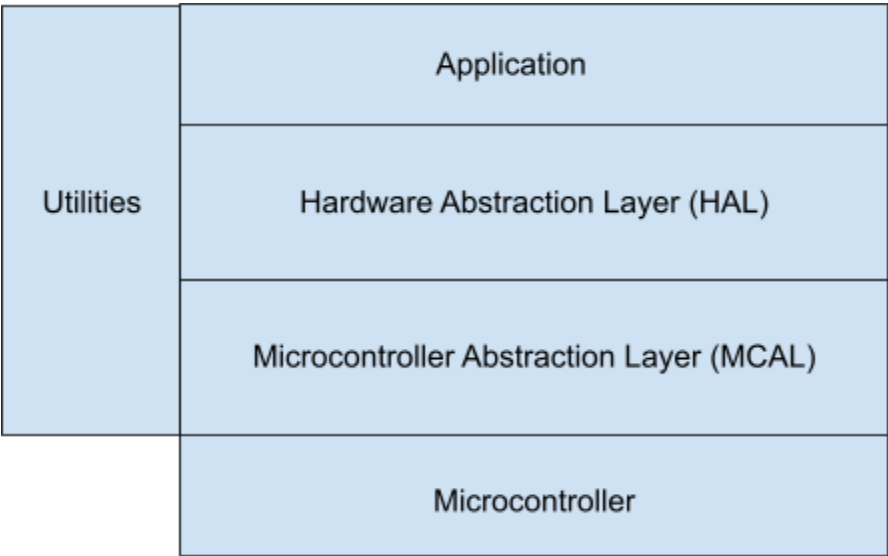 Application
Utilities
Hardware Abstraction Layer (HAL)
Microcontroller Abstraction Layer (MCAL)
Microcontroller